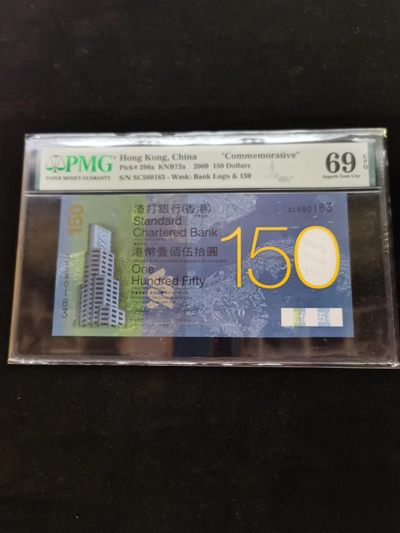 PMG
PAPER MONEY GUARANTY
Hong Kong, China "Commemorative"
Pick# 296a KNB72a 2009 150 Dollars
S/N SC580183 - Wmk: Bank Logo & 150
69 EPQ
Superb Gem Unc
150
渣打銀行(香港)
Standard
Chartered Bank
港幣壹佰伍拾圓
One
Hundred Fifty
150
SC580183